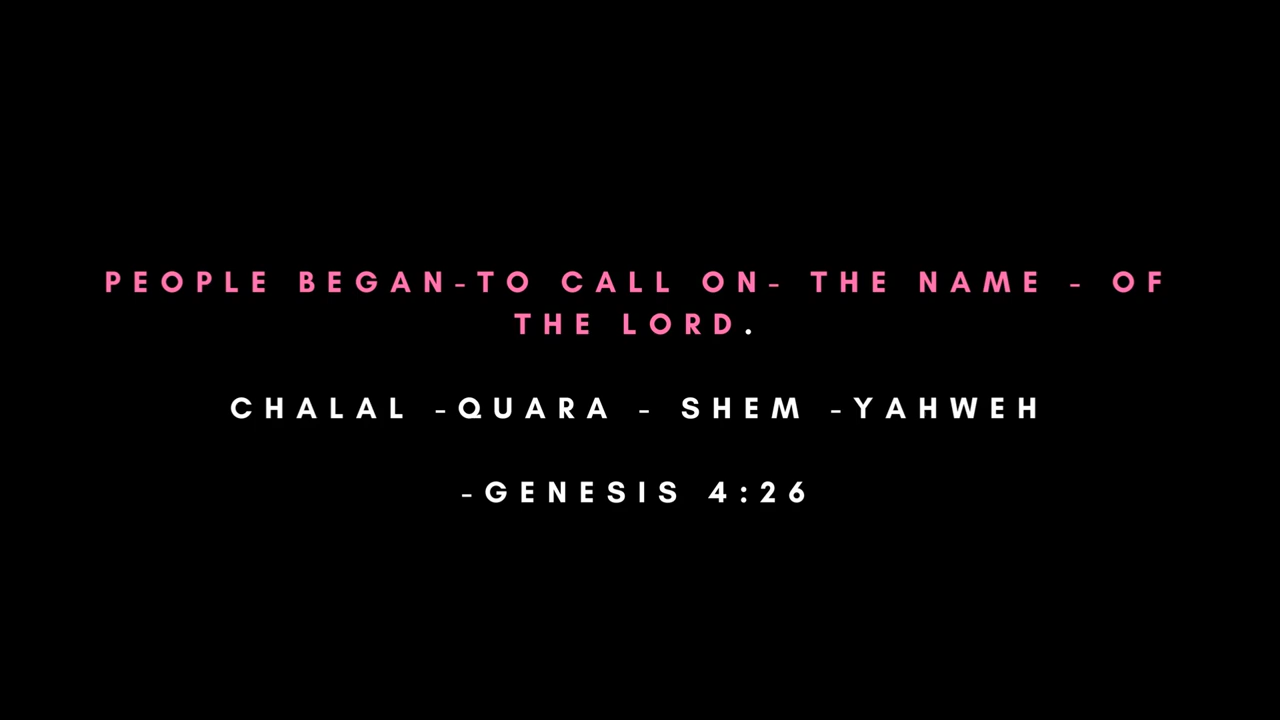 PEOPLE BEGAN-TO CALL ON- THE NAME - OF
THE LORD.
CHALAL -QUARA - SHEM -YAHWEH
-GENESIS 4:26